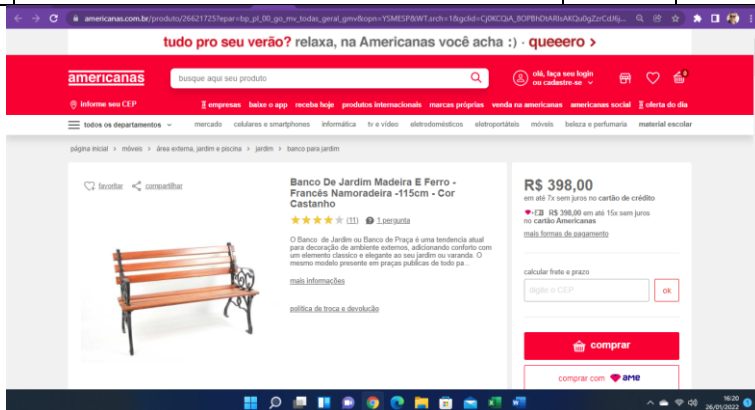 americanas.com.br/produto/26621725?epar=bp_pl_00_go_mv_todas_geral_gmv&opn=YSMESP&WT.srch=1&gclid=
tudo pro seu verão? relaxa, na Americanas você acha :) - queeero >
americanas
busque aqui seu produto
olá, faça seu login
ou cadastre-se
0
informe seu CEP
empresas baixe o app receba hoje produtos internacionais marcas próprias venda na americanas americanas social oferta do dia
todos os departamentos
mercado celulares e smartphones informática tv e vídeo eletrodomésticos eletroportáteis móveis beleza e perfumaria material escolar
página inicial > móveis > área externa, jardim e piscina > jardim > banco para jardim
favoritar compartilhar
Banco De Jardim Madeira E Ferro -
Francês Namoradeira -115cm - Cor
Castanho
(11) 1 pergunta
O Banco de Jardim ou Banco de Praça é uma tendencia atual
para decoração de ambiente externos, adicionando conforto com
um elemento classico e elegante ao seu jardim ou varanda. O
mesmo modelo presente em praças publicas de todo pa...
mais informações
política de troca e devolução
R$ 398,00
em até 7x sem juros no cartão de crédito
R$ 398,00 em até 15x sem juros
no cartão Americanas
mais formas de pagamento
calcular frete e prazo
digite o CEP
ok
comprar
comprar com ame
16:20
26/01/2022